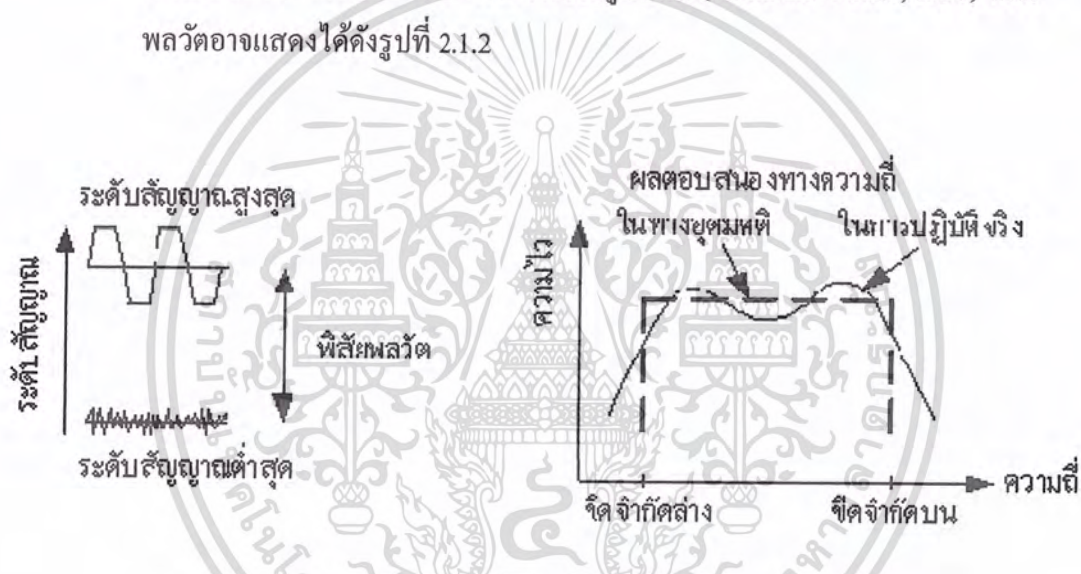 พลวัตอาจแสดงได้ดังรูปที่ 2.1.2
ระดับสัญญาณสูงสุด
ระดับสัญญาณ
พิสัยพลวัต
ระดับสัญญาณต่ำสุด
ผลตอบสนองทางความถี่
ในทางอุดมคติ
ในการปฏิบัติจริง
ความไว
ความถี่
ขีดจำกัดล่าง
ขีดจำกัดบน